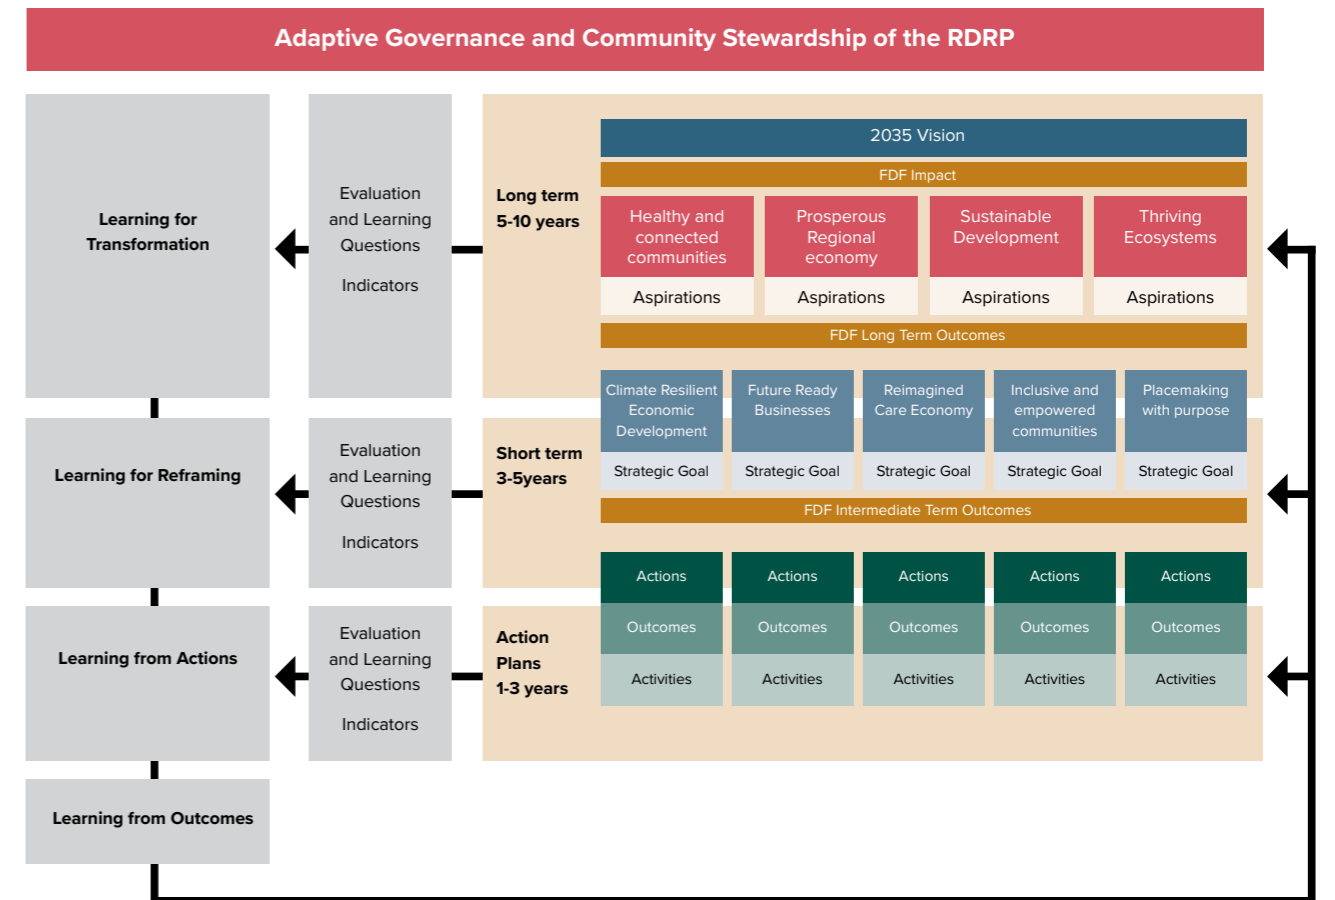 Adaptive Governance and Community Stewardship of the RDRP
Learning for
Transformation
Evaluation
and Learning
Questions
Indicators
Long term
5-10 years
2035 Vision
FDF Impact
Healthy and
connected
communities
Prosperous
Regional
economy
Sustainable
Development
Thriving
Ecosystems
Aspirations
Aspirations
Aspirations
Aspirations
FDF Long Term Outcomes
Climate Resilient
Economic
Development
Future Ready
Businesses
Reimagined
Care Economy
Inclusive and
empowered
communities
Placemaking
with purpose
Learning for Reframing
Evaluation
and Learning
Questions
Indicators
Short term
3-5years
Strategic Goal
Strategic Goal
Strategic Goal
Strategic Goal
Strategic Goal
FDF Intermediate Term Outcomes
Actions
Actions
Actions
Actions
Actions
Learning from Actions
Evaluation
and Learning
Questions
Indicators
Action
Plans
1-3 years
Outcomes
Outcomes
Outcomes
Outcomes
Outcomes
Activities
Activities
Activities
Activities
Activities
Learning from Outcomes